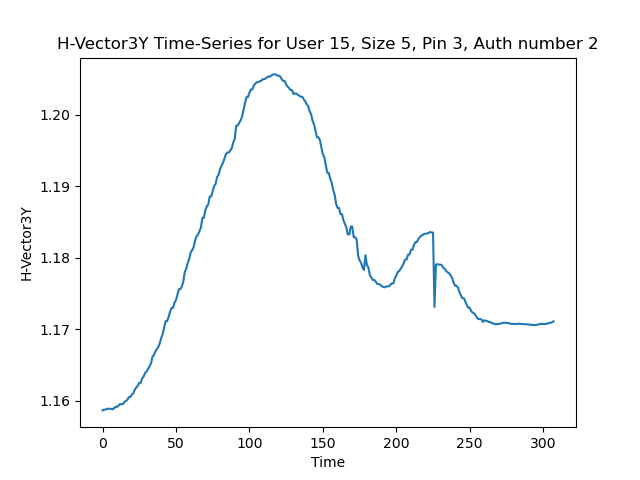 H-Vector3Y Time-Series for User 15, Size 5, Pin 3, Auth number 2
H-Vector3Y
1.20
1.19
1.18
1.17
1.16
0 50 100 150 200 250 300
Time